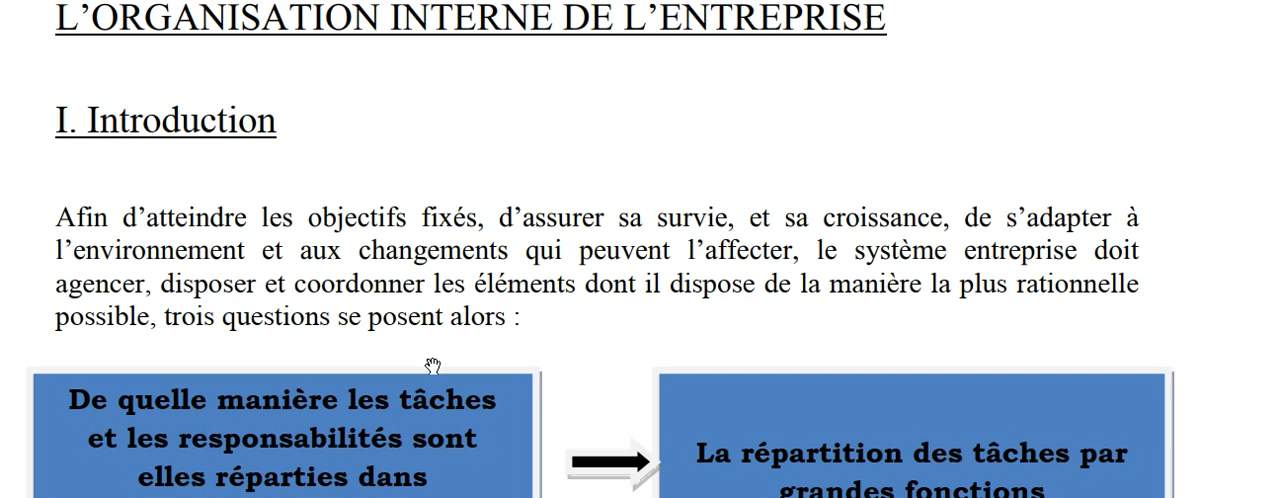 L’ORGANISATION INTERNE DE L’ENTREPRISE
I. Introduction
Afin d’atteindre les objectifs fixés, d’assurer sa survie, et sa croissance, de s’adapter à
l’environnement et aux changements qui peuvent l’affecter, le système entreprise doit
agencer, disposer et coordonner les éléments dont il dispose de la manière la plus rationnelle
possible, trois questions se posent alors :
De quelle manière les tâches
et les responsabilités sont
elles réparties dans
La répartition des tâches par
grandes fonctions